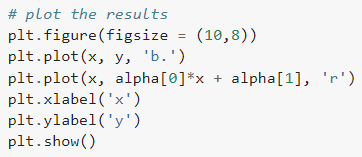 # plot the results
plt.figure(figsize = (10,8))
plt.plot(x, y, 'b.')
plt.plot(x, alpha[0]*x + alpha[1], 'r')
plt.xlabel('x')
plt.ylabel('y')
plt.show()